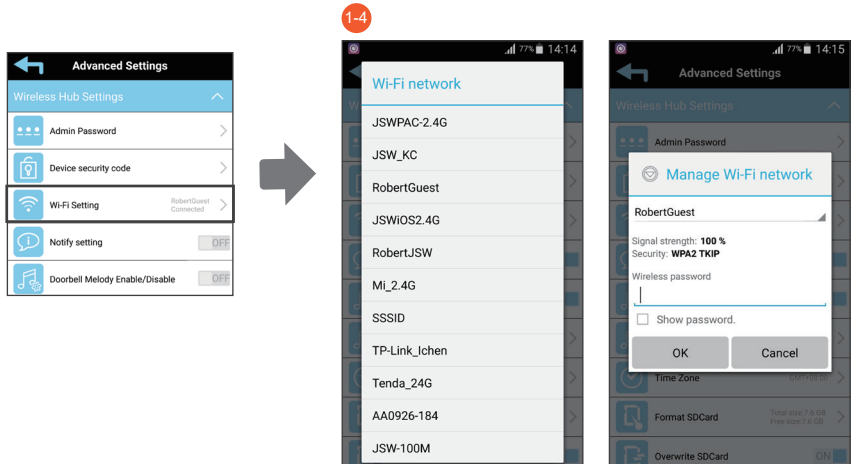 1-4
Advanced Settings
Wireless Hub Settings
Admin Password
Device security code
Wi-Fi Setting
RobertGuest
Connected
Notify setting
OFF
Doorbell Melody Enable/Disable
OFF
77% 14:14
Wi-Fi network
JSWPAC-2.4G
JSW_KC
RobertGuest
JSWiOS2.4G
RobertJSW
Mi_2.4G
SSSID
TP-Link_Ichen
Tenda_24G
AA0926-184
JSW-100M
77% 14:15
Advanced Settings
Wireless Hub Settings
Admin Password
Manage Wi-Fi network
RobertGuest
Signal strength: 100 %
Security: WPA2 TKIP
Wireless password
Show password.
OK Cancel
Time Zone
GMT+08:00
Format SDCard
Total size:7.6 GB
Free size:7.6 GB
Overwrite SDCard
ON